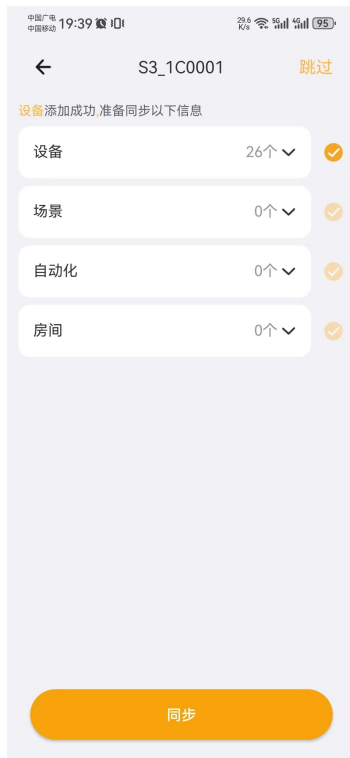 中国广电
中国移动 19:39 29.6 K/s 5G 4G 95
S3_1C0001 跳过
设备添加成功,准备同步以下信息
设备 26个
场景 0个
自动化 0个
房间 0个
同步